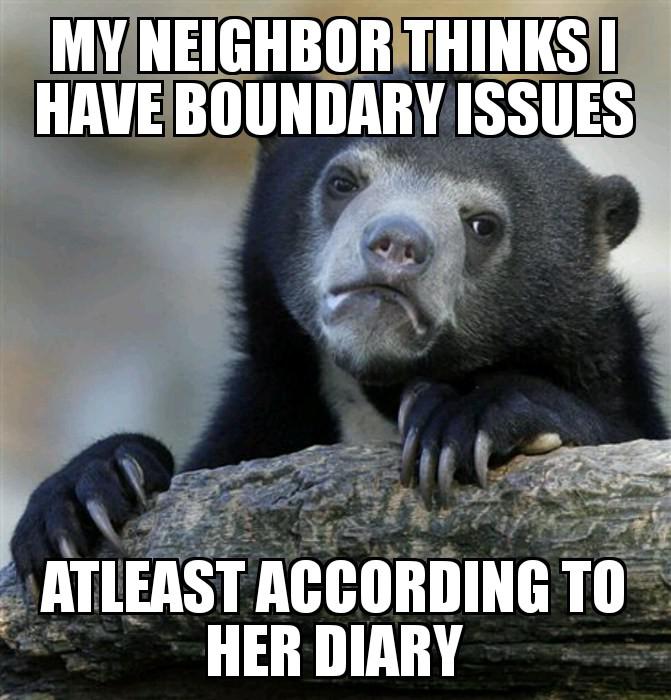 MY NEIGHBOR THINKS I
HAVE BOUNDARY ISSUES
ATLEAST ACCORDING TO
HER DIARY